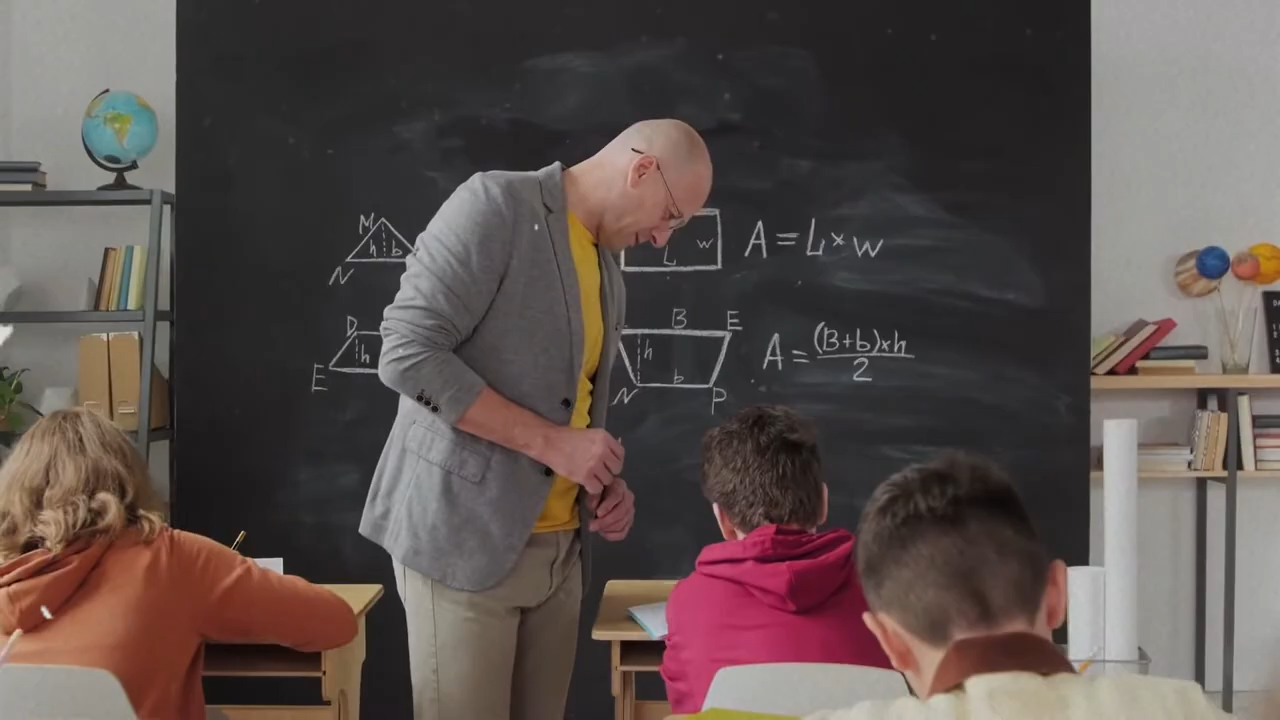 M
h b
N
L w
A = L × w
D
h
E
B E
h
b
N P
A = (B+b)×h / 2